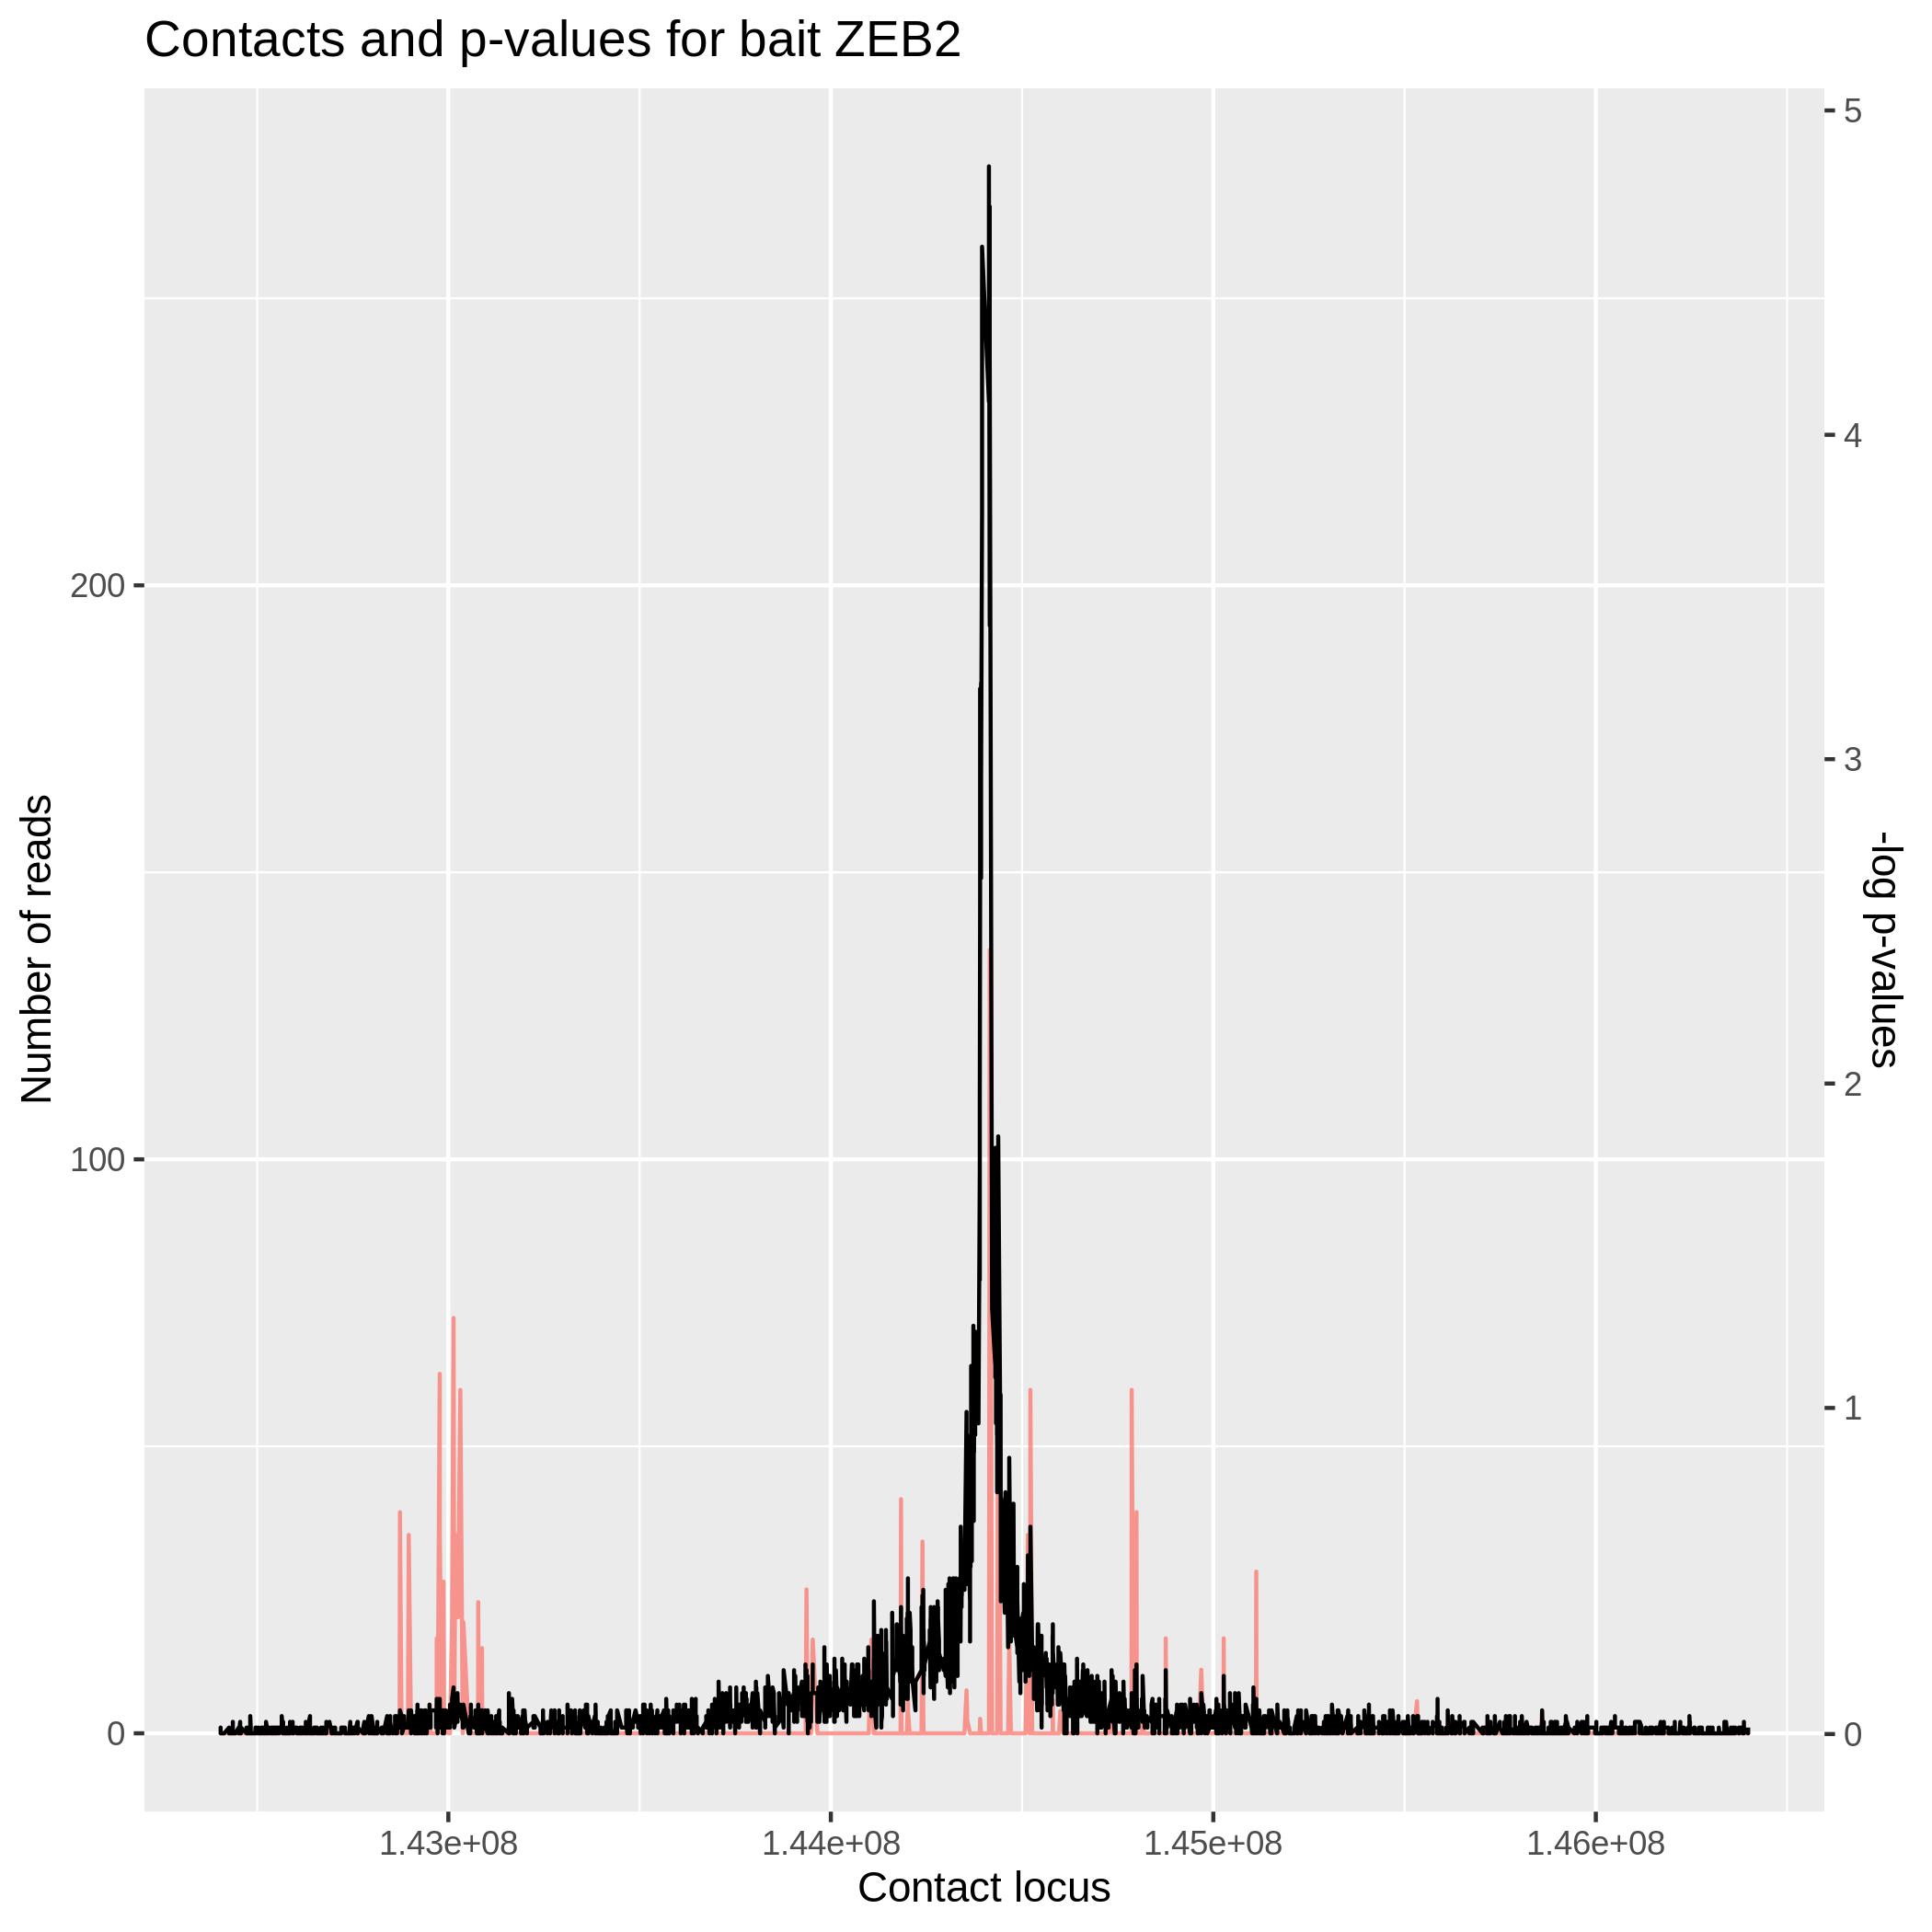 Contacts and p-values for bait ZEB2
Number of reads
200
100
0
5
4
3
2
1
0
-log p-values
1.43e+08 1.44e+08 1.45e+08 1.46e+08
Contact locus